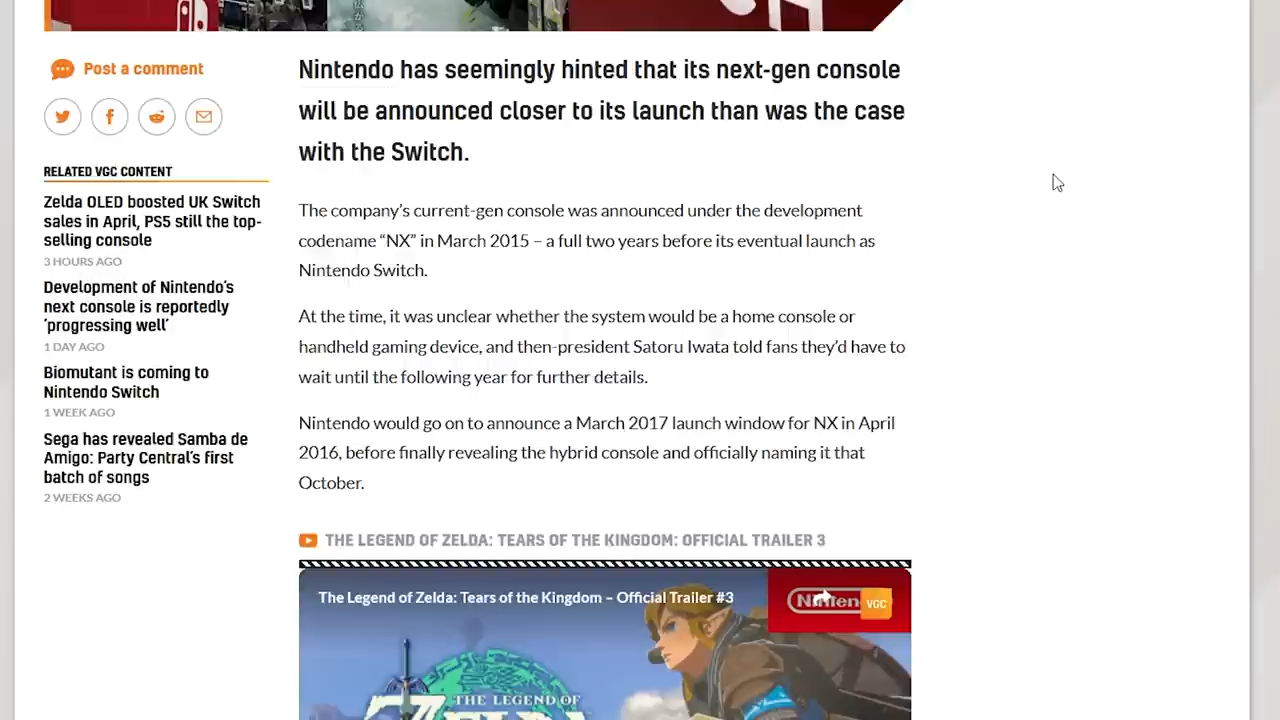 Post a comment
RELATED VGC CONTENT
Zelda OLED boosted UK Switch
sales in April, PS5 still the top-
selling console
3 HOURS AGO
Development of Nintendo's
next console is reportedly
'progressing well'
1 DAY AGO
Biomutant is coming to
Nintendo Switch
1 WEEK AGO
Sega has revealed Samba de
Amigo: Party Central's first
batch of songs
2 WEEKS AGO
Nintendo has seemingly hinted that its next-gen console
will be announced closer to its launch than was the case
with the Switch.
The company's current-gen console was announced under the development
codename “NX” in March 2015 – a full two years before its eventual launch as
Nintendo Switch.
At the time, it was unclear whether the system would be a home console or
handheld gaming device, and then-president Satoru Iwata told fans they'd have to
wait until the following year for further details.
Nintendo would go on to announce a March 2017 launch window for NX in April
2016, before finally revealing the hybrid console and officially naming it that
October.
THE LEGEND OF ZELDA: TEARS OF THE KINGDOM: OFFICIAL TRAILER 3
The Legend of Zelda: Tears of the Kingdom – Official Trailer #3
VGC
THE LEGEND OF